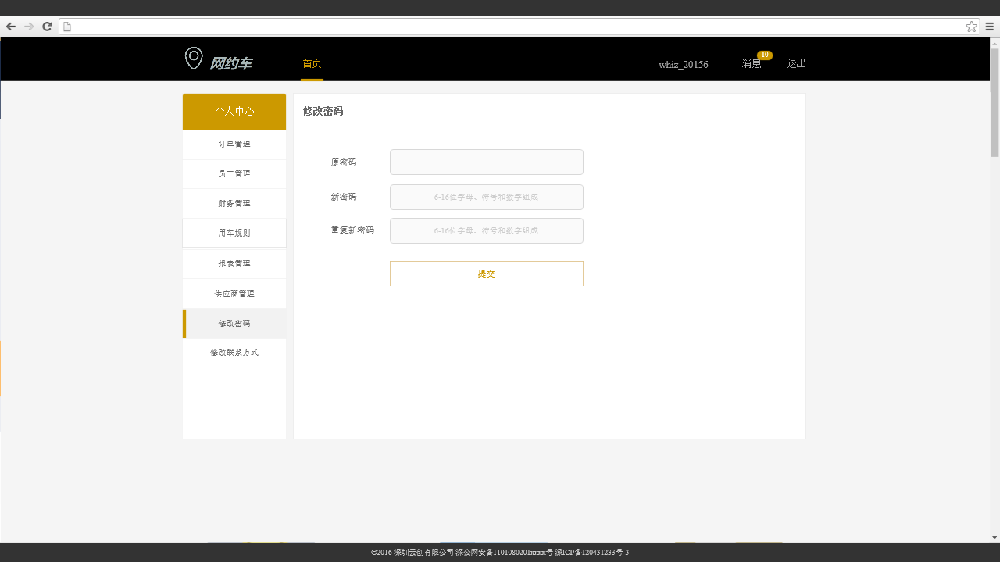 网约车
首页
whiz_20156
消息
10
退出
个人中心
订单管理
员工管理
财务管理
用车规则
报表管理
供应商管理
修改密码
修改联系方式
修改密码
原密码
新密码
6-16位字母、符号和数字组成
重复新密码
6-16位字母、符号和数字组成
提交
©2016 深圳云创有限公司 深公网安备1101080201xxxx号 深ICP备120431233号-3